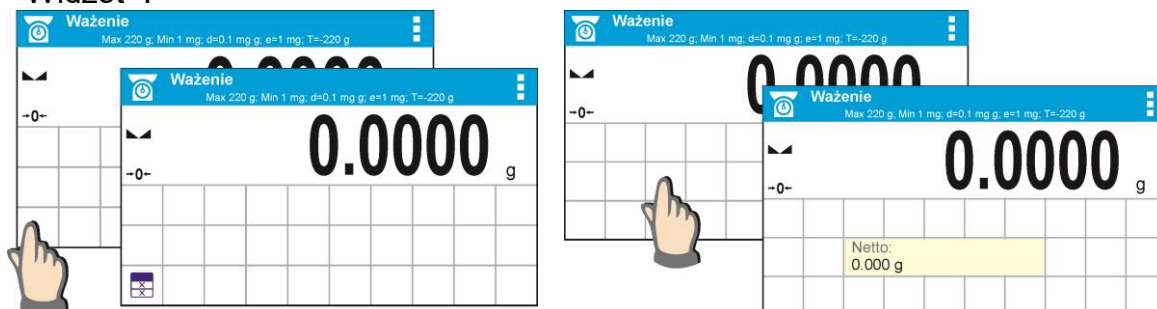 Ważenie
Max 220 g; Min 1 mg; d=0.1 mg g; e=1 mg; T=-220 g
→0←
Ważenie
Max 220 g; Min 1 mg; d=0.1 mg g; e=1 mg; T=-220 g
0.0000 g
→0←
Ważenie
Max 220 g; Min 1 mg; d=0.1 mg g; e=1 mg; T=-220 g
0.0000
→0←
Ważenie
Max 220 g; Min 1 mg; d=0.1 mg g; e=1 mg; T=-220 g
0.0000 g
→0←
Netto:
0.000 g